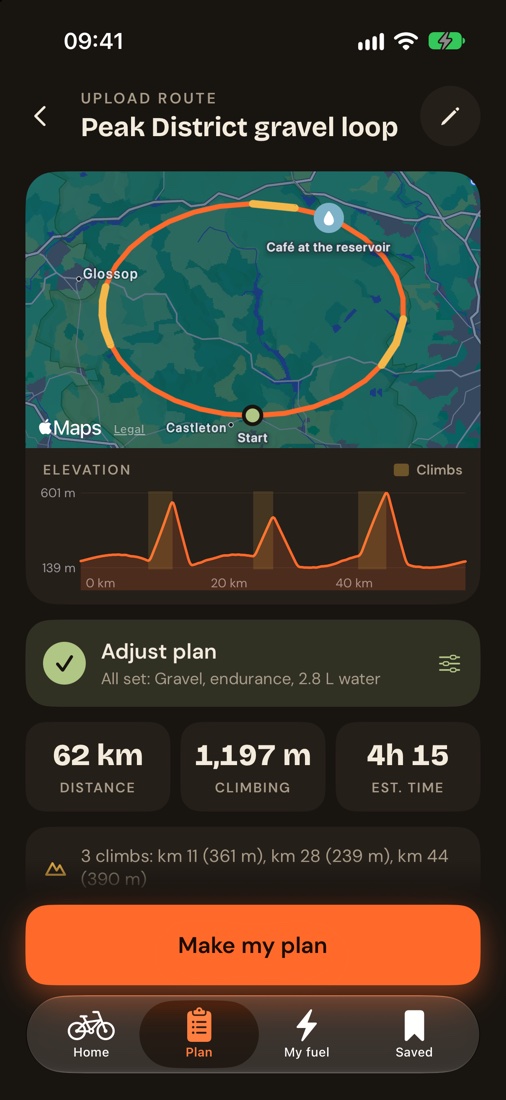 09:41
UPLOAD ROUTE
Peak District gravel loop
Café at the reservoir
Glossop
Maps Legal
Castleton
Start
ELEVATION
Climbs
601 m
139 m
0 km 20 km 40 km
Adjust plan
All set: Gravel, endurance, 2.8 L water
62 km 1,197 m 4h 15
DISTANCE CLIMBING EST. TIME
3 climbs: km 11 (361 m), km 28 (239 m), km 44
(390 m)
Make my plan
Home Plan My fuel Saved